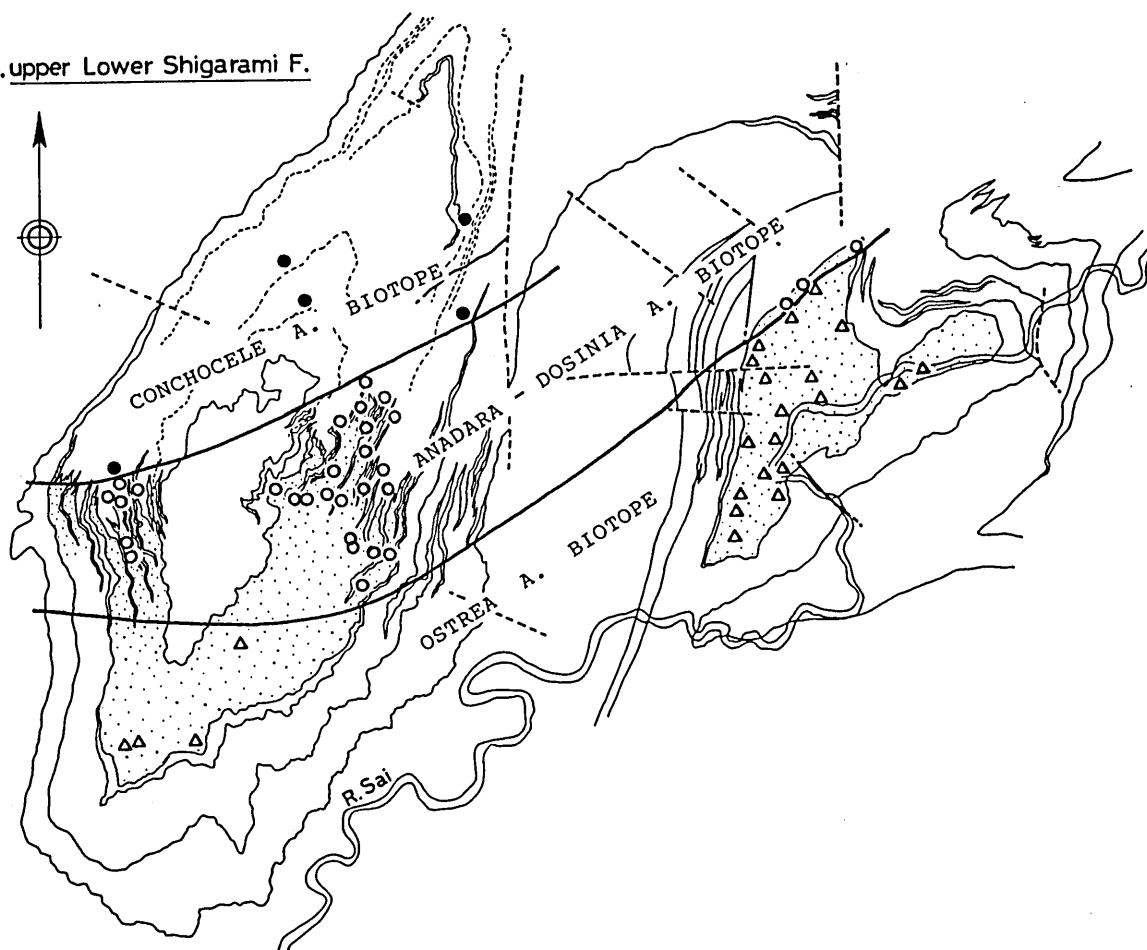 .upper Lower Shigarami F.
CONCHOCELE A. BIOTOPE
ANADARA - DOSINIA A. BIOTOPE
OSTREA A. BIOTOPE
R. Sai